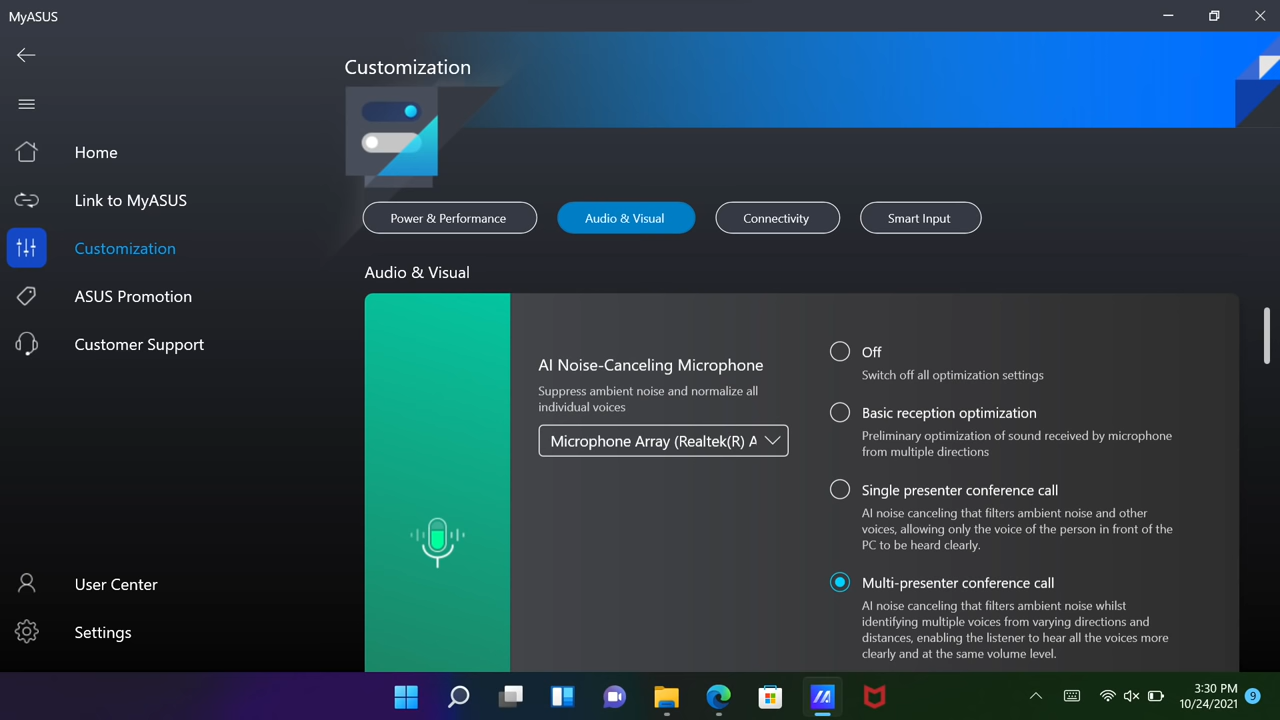 MyASUS
Customization
Home
Link to MyASUS
Customization
ASUS Promotion
Customer Support
User Center
Settings
Power & Performance
Audio & Visual
Connectivity
Smart Input
Audio & Visual
AI Noise-Canceling Microphone
Suppress ambient noise and normalize all
individual voices
Microphone Array (Realtek(R) A
Off
Switch off all optimization settings
Basic reception optimization
Preliminary optimization of sound received by microphone
from multiple directions
Single presenter conference call
AI noise canceling that filters ambient noise and other
voices, allowing only the voice of the person in front of the
PC to be heard clearly.
Multi-presenter conference call
AI noise canceling that filters ambient noise whilst
identifying multiple voices from varying directions and
distances, enabling the listener to hear all the voices more
clearly and at the same volume level.
3:30 PM
10/24/2021
9